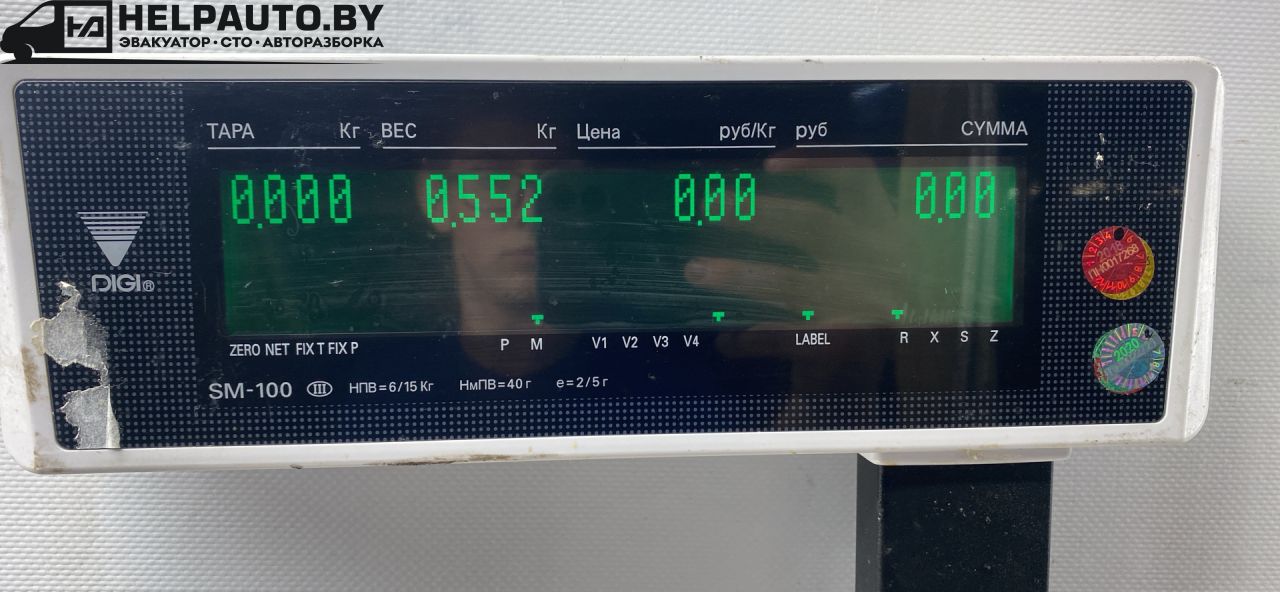 HELPAUTO.BY
ЭВАКУАТОР · СТО · АВТОРАЗБОРКА
ТАРА Кг ВЕС Кг Цена руб/Кг руб СУММА
0.000 0.552 0.00 0.00
DIGI®
ZERO NET FIX T FIX P P M V1 V2 V3 V4 LABEL R X S Z
SM-100 III НПВ=6/15 Кг НмПВ=40 г e=2/5 г
2020